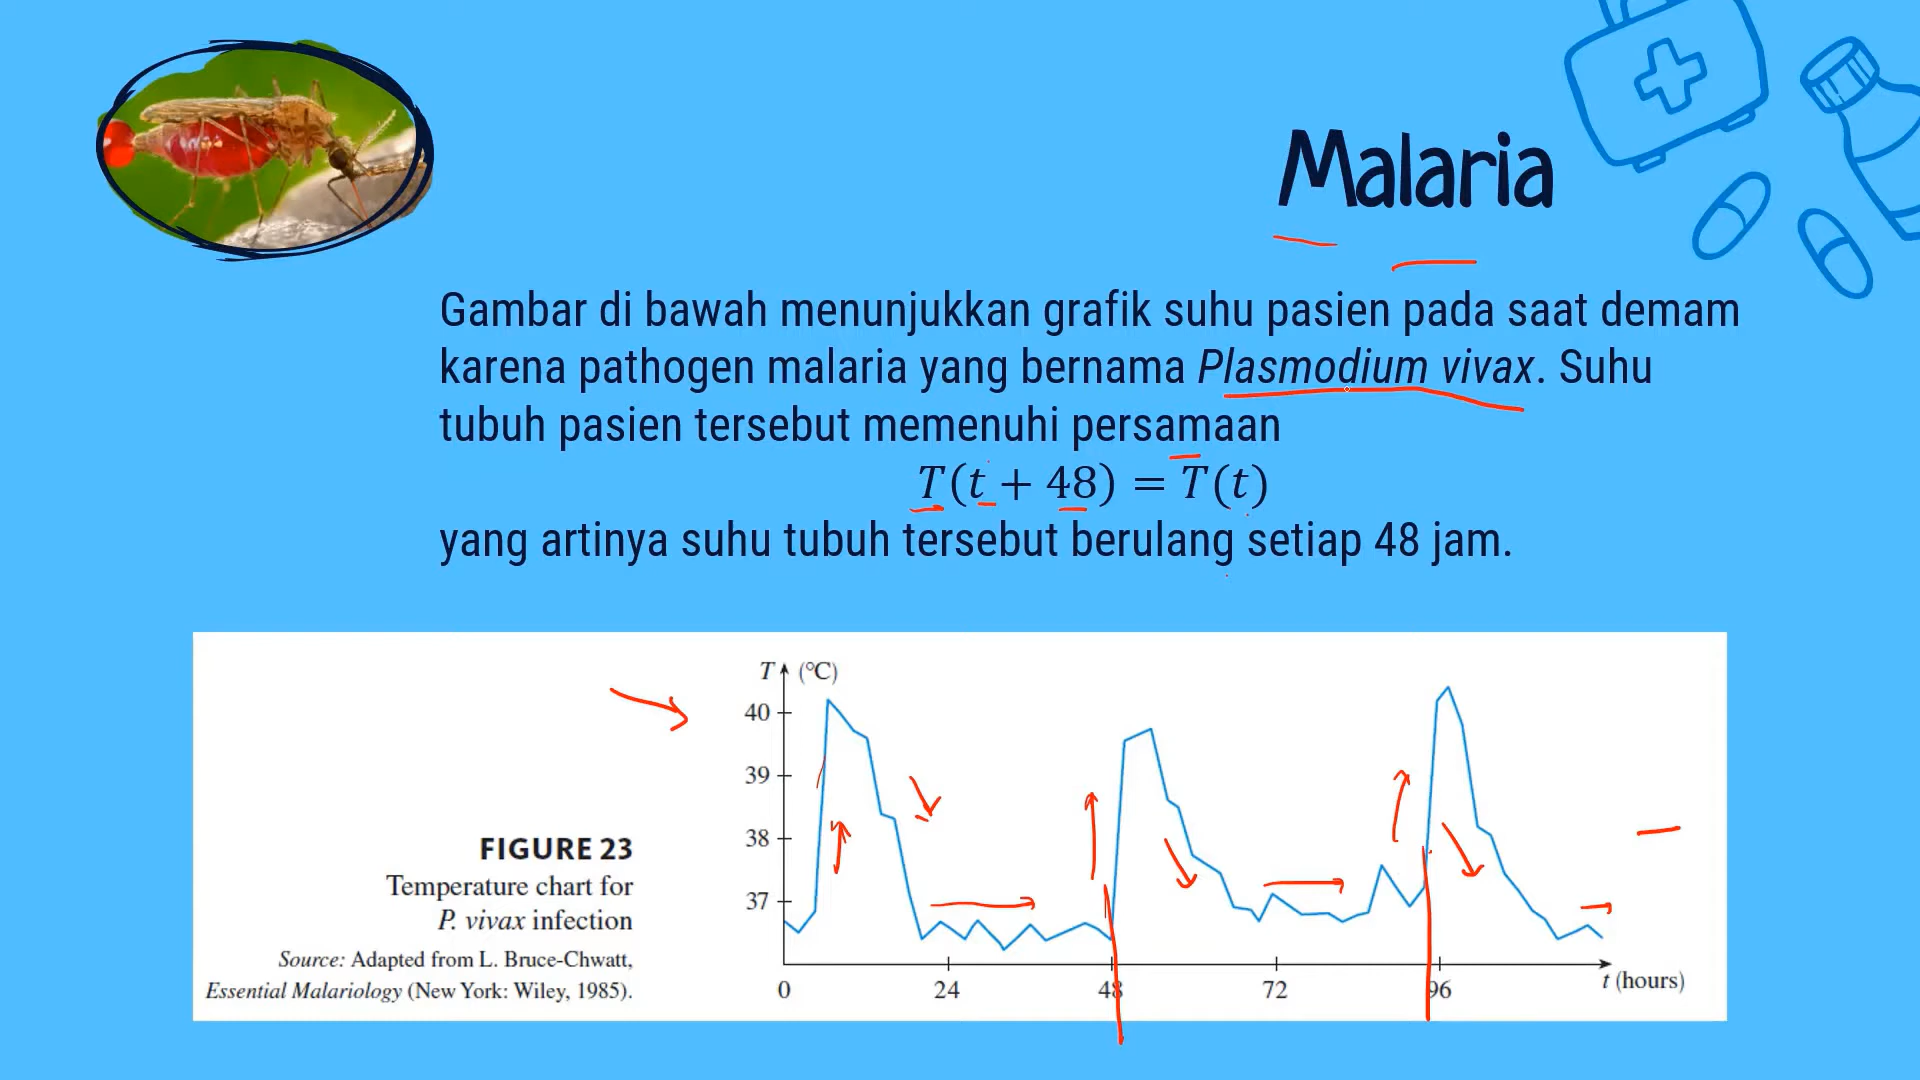 Malaria
Gambar di bawah menunjukkan grafik suhu pasien pada saat demam
karena pathogen malaria yang bernama Plasmodium vivax. Suhu
tubuh pasien tersebut memenuhi persamaan
T(t + 48) = T(t)
yang artinya suhu tubuh tersebut berulang setiap 48 jam.
FIGURE 23
Temperature chart for
P. vivax infection
Source: Adapted from L. Bruce-Chwatt,
Essential Malariology (New York: Wiley, 1985).
T (°C)
40
39
38
37
0 24 48 72 96 t (hours)